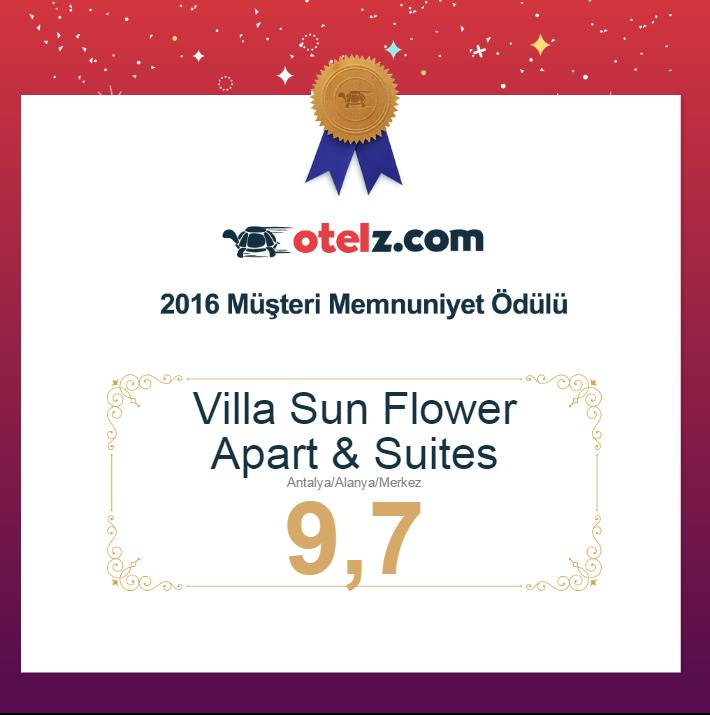 otelz.com
2016 Müşteri Memnuniyet Ödülü
Villa Sun Flower
Apart & Suites
Antalya/Alanya/Merkez
9,7